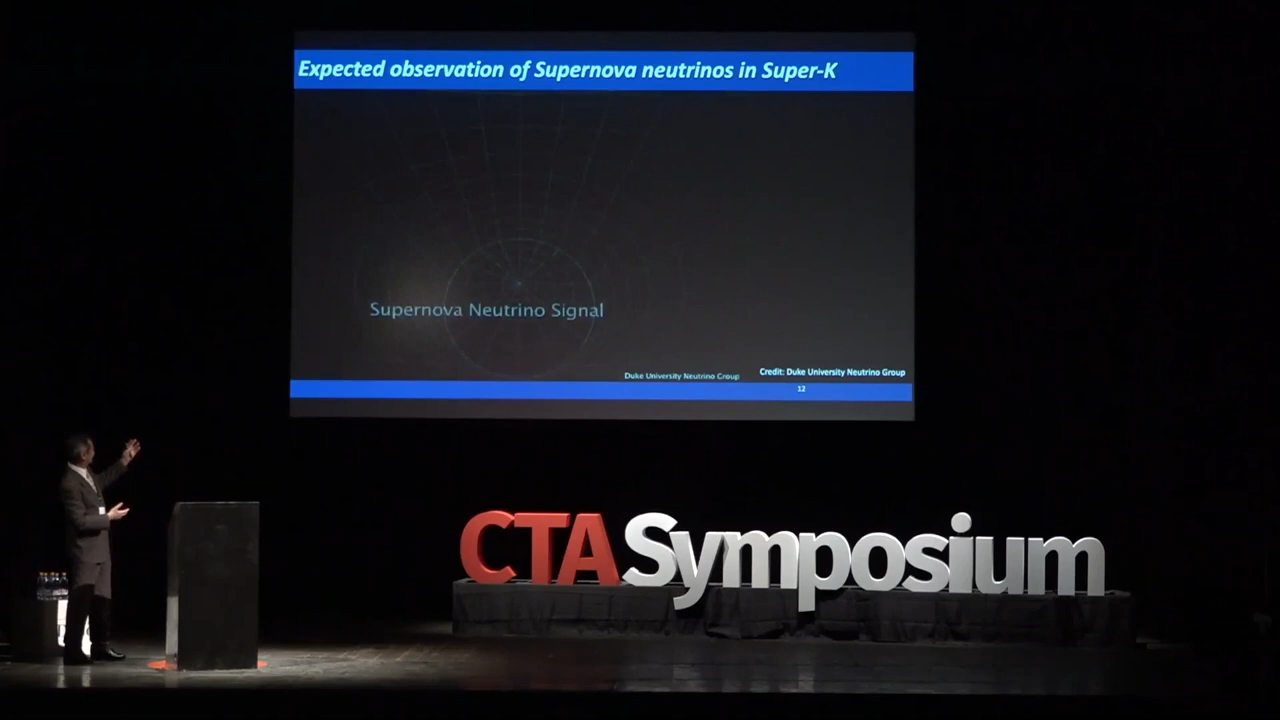 Expected observation of Supernova neutrinos in Super-K
Supernova Neutrino Signal
Duke University Neutrino Group
Credit: Duke University Neutrino Group
12
CTASymposium